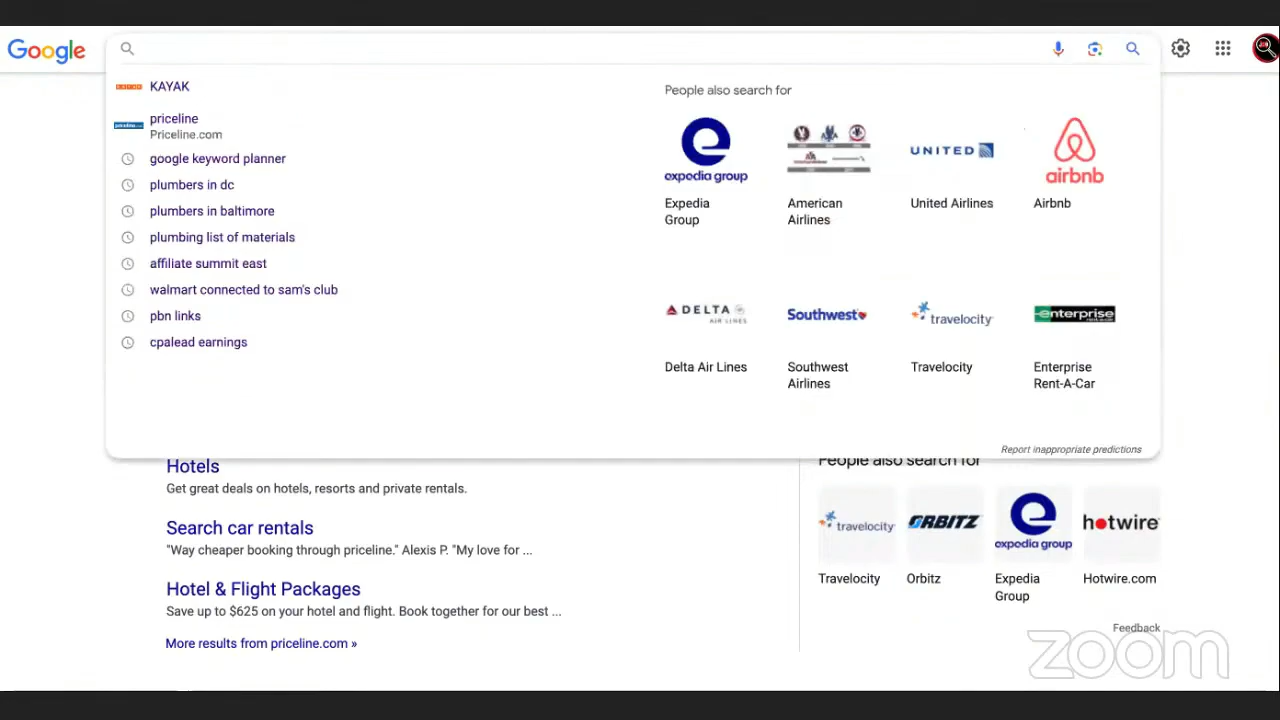 Google
KAYAK
priceline
Priceline.com
google keyword planner
plumbers in dc
plumbers in baltimore
plumbing list of materials
affiliate summit east
walmart connected to sam's club
pbn links
cpalead earnings
People also search for
expedia group
UNITED
airbnb
Expedia
Group
American
Airlines
United Airlines
Airbnb
DELTA
AIR LINES
Southwest
travelocity
enterprise
Delta Air Lines
Southwest
Airlines
Travelocity
Enterprise
Rent-A-Car
Report inappropriate predictions
Hotels
Get great deals on hotels, resorts and private rentals.
Search car rentals
"Way cheaper booking through priceline." Alexis P. "My love for ...
Hotel & Flight Packages
Save up to $625 on your hotel and flight. Book together for our best ...
More results from priceline.com »
People also search for
travelocity
ORBITZ
expedia group
hotwire
Travelocity
Orbitz
Expedia
Group
Hotwire.com
Feedback
zoom